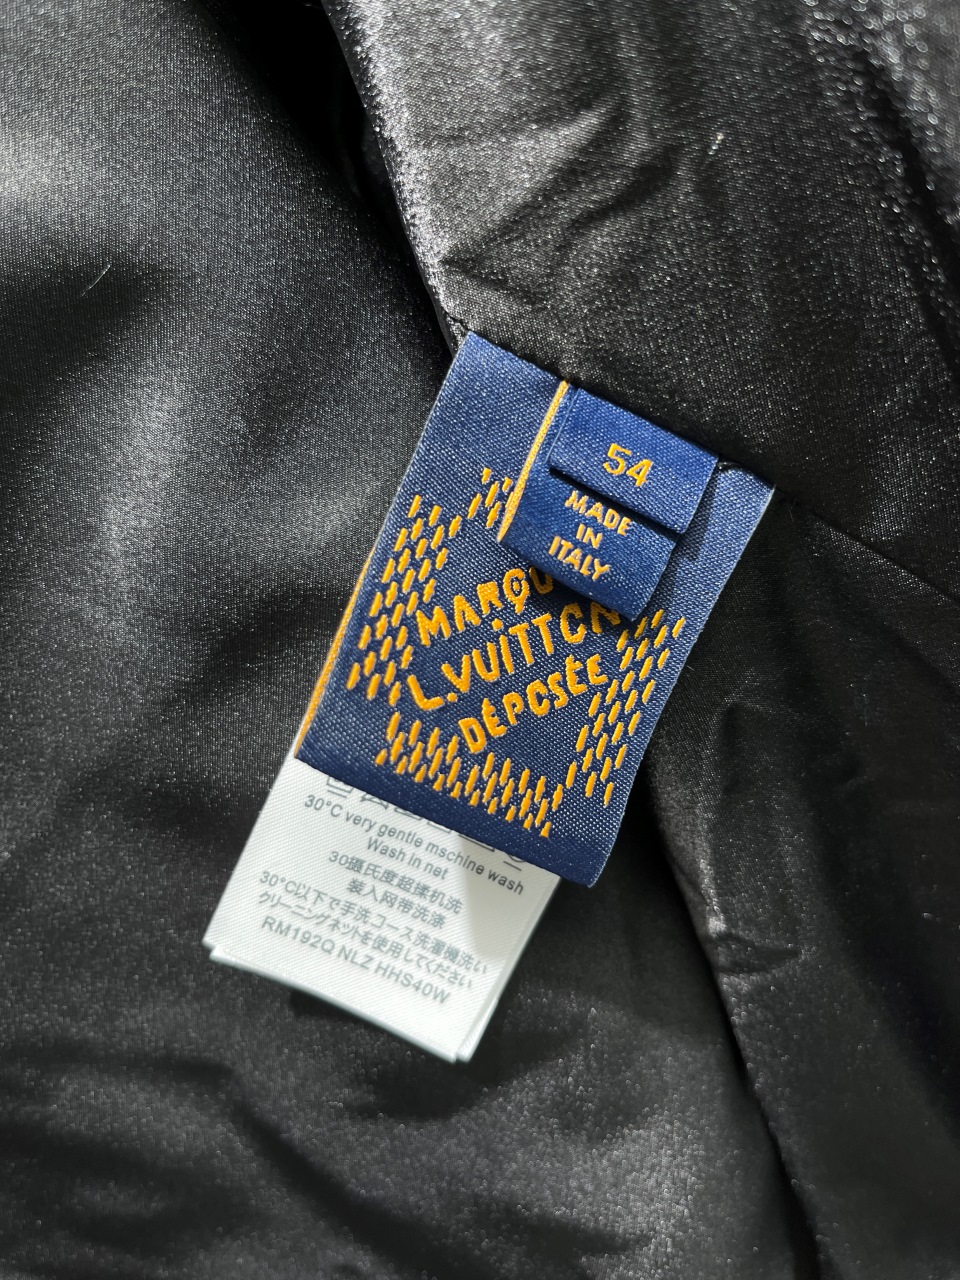 54
MADE
IN
ITALY
MARQU
L.VUITTON
DÉPOSÉE
30°C very gentle mschine wash
Wash in net
30摄氏度超揉机洗
装入网带洗涤
30°C以下で手洗コース洗濯機洗い
クリーニングネットを使用してください
RM192Q NLZ HHS40W